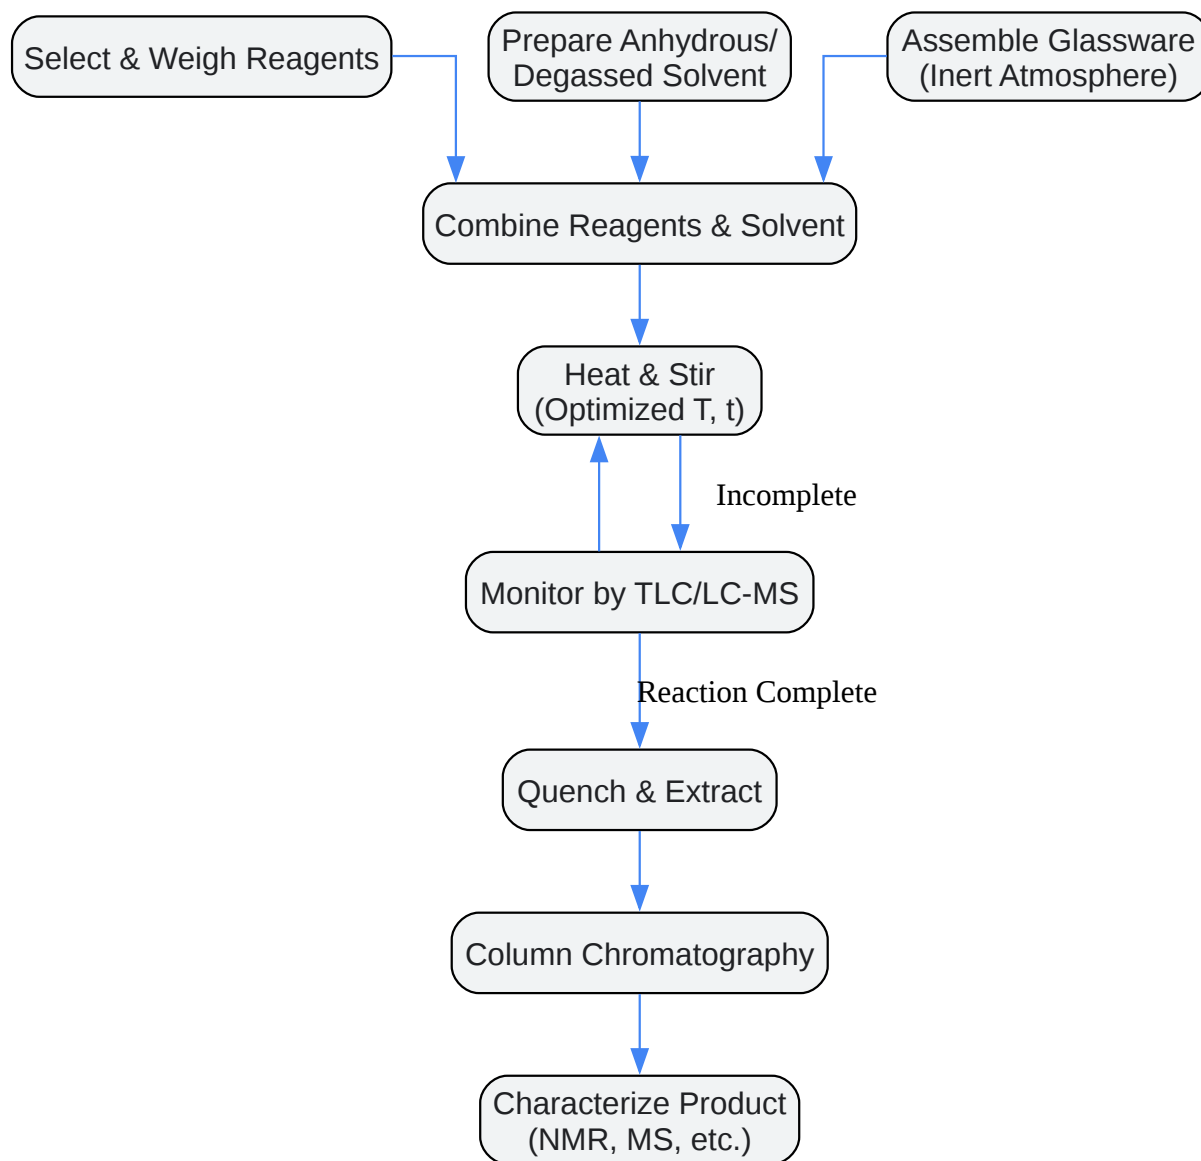 Select & Weigh Reagents
Prepare Anhydrous/
Degassed Solvent
Assemble Glassware
(Inert Atmosphere)
Combine Reagents & Solvent
Heat & Stir
(Optimized T, t)
Incomplete
Monitor by TLC/LC-MS
Reaction Complete
Quench & Extract
Column Chromatography
Characterize Product
(NMR, MS, etc.)